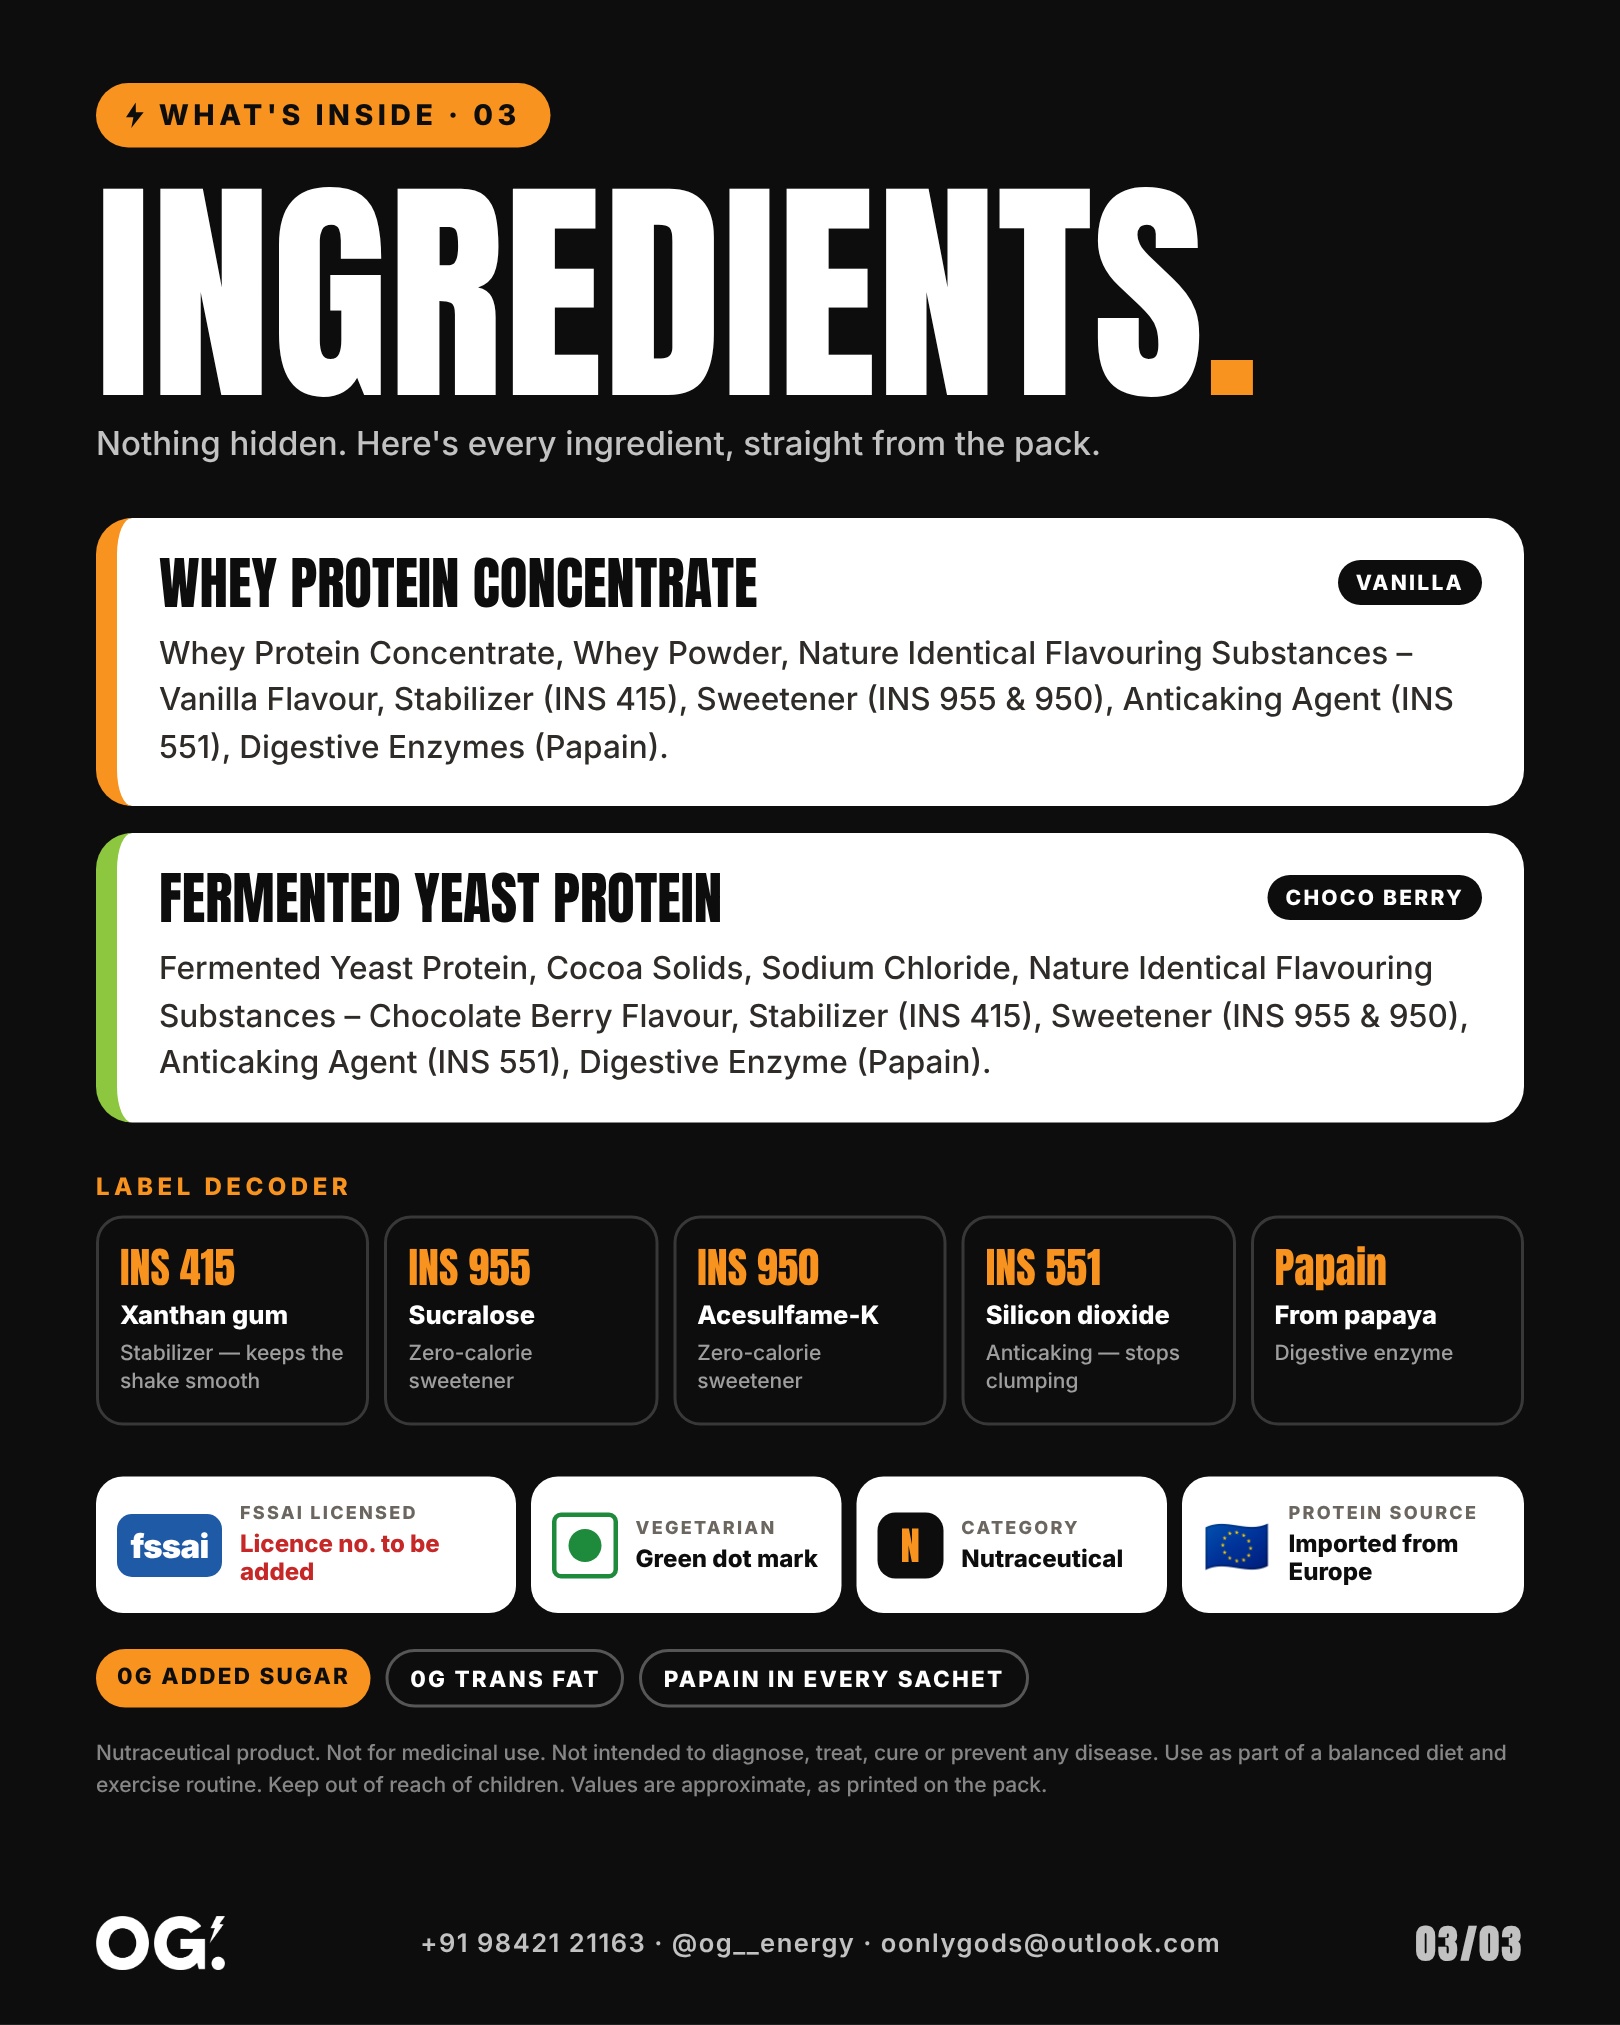 WHAT'S INSIDE · 03
INGREDIENTS.
Nothing hidden. Here's every ingredient, straight from the pack.
WHEY PROTEIN CONCENTRATE
VANILLA
Whey Protein Concentrate, Whey Powder, Nature Identical Flavouring Substances –
Vanilla Flavour, Stabilizer (INS 415), Sweetener (INS 955 & 950), Anticaking Agent (INS
551), Digestive Enzymes (Papain).
FERMENTED YEAST PROTEIN
CHOCO BERRY
Fermented Yeast Protein, Cocoa Solids, Sodium Chloride, Nature Identical Flavouring
Substances – Chocolate Berry Flavour, Stabilizer (INS 415), Sweetener (INS 955 & 950),
Anticaking Agent (INS 551), Digestive Enzyme (Papain).
LABEL DECODER
INS 415
Xanthan gum
Stabilizer — keeps the
shake smooth
INS 955
Sucralose
Zero-calorie
sweetener
INS 950
Acesulfame-K
Zero-calorie
sweetener
INS 551
Silicon dioxide
Anticaking — stops
clumping
Papain
From papaya
Digestive enzyme
fssai
FSSAI LICENSED
Licence no. to be
added
VEGETARIAN
Green dot mark
N
CATEGORY
Nutraceutical
PROTEIN SOURCE
Imported from
Europe
0G ADDED SUGAR
0G TRANS FAT
PAPAIN IN EVERY SACHET
Nutraceutical product. Not for medicinal use. Not intended to diagnose, treat, cure or prevent any disease. Use as part of a balanced diet and
exercise routine. Keep out of reach of children. Values are approximate, as printed on the pack.
OG!
+91 98421 21163 · @og__energy · oonlygods@outlook.com
03/03